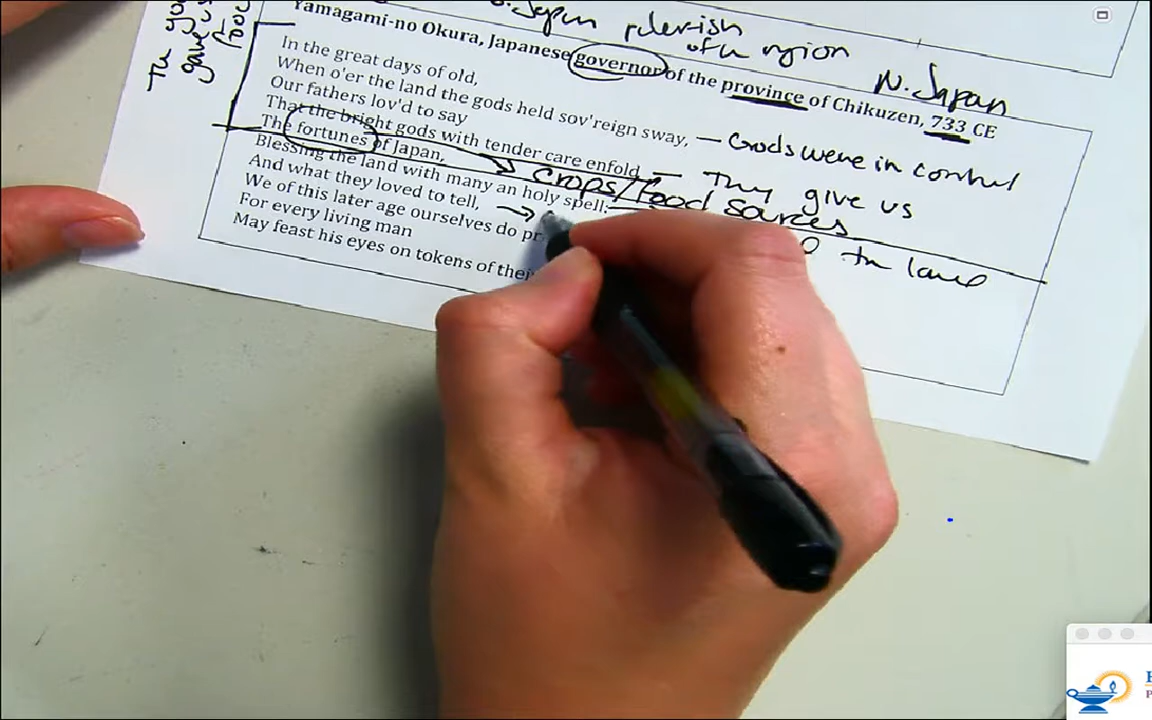 N. Japan
of the region
N. Japan
Yamagami-no Okura, Japanese governor of the province of Chikuzen, 733 CE
In the great days of old,
When o'er the land the gods held sov'reign sway,
Our fathers lov'd to say
That the bright gods with tender care enfold
The fortunes of Japan,
Blessing the land with many an holy spell:
And what they loved to tell,
We of this later age ourselves do
For every living man
May feast his eyes on tokens of
— Gods were in control
— They give us
crops/food sources
the land